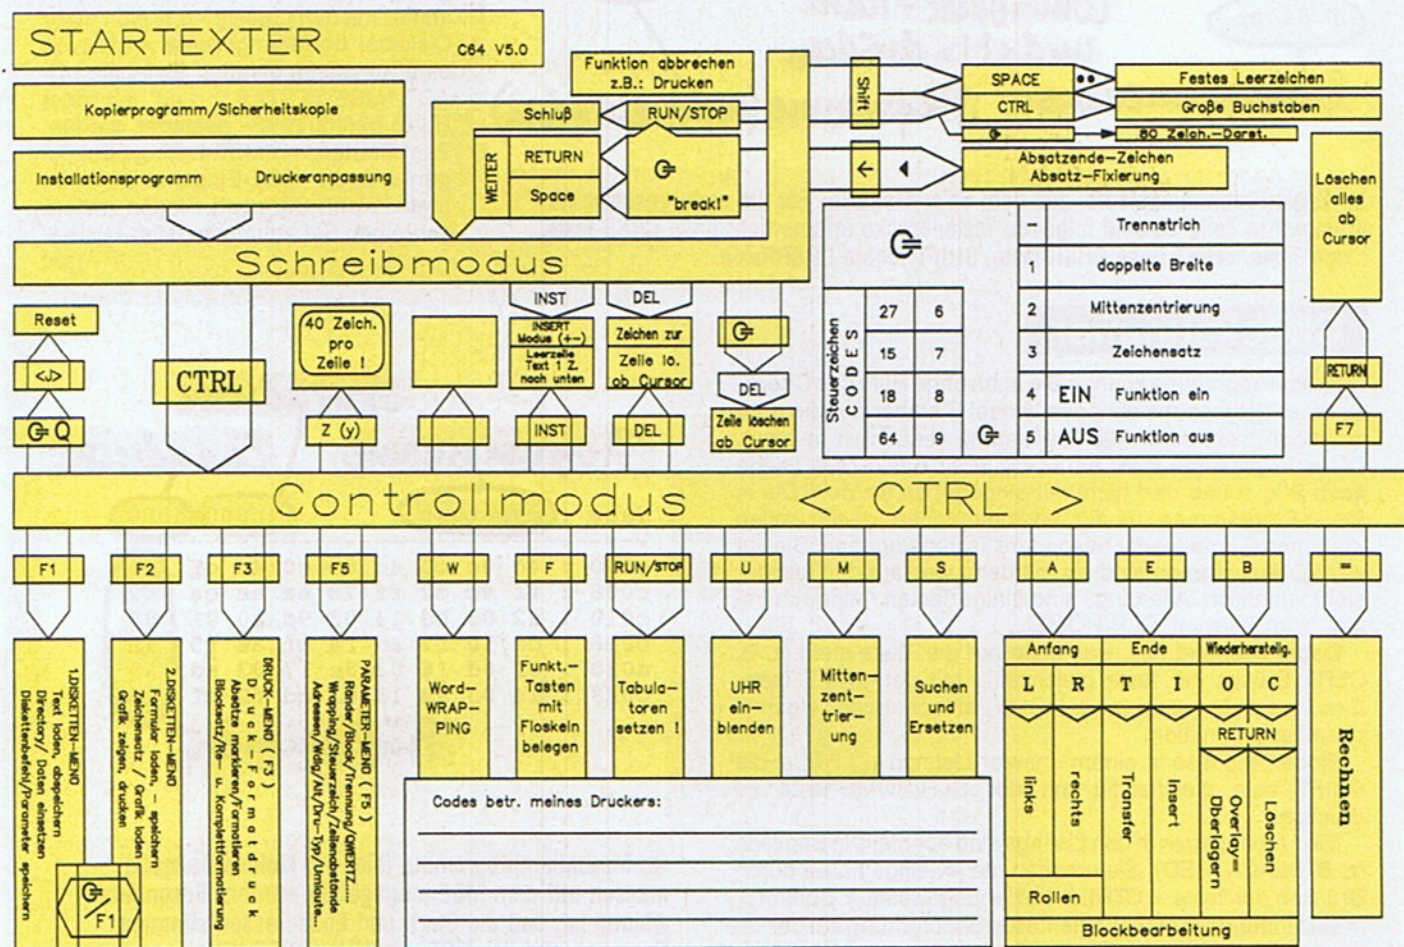 STARTEXTER C64 V5.0
Kopierprogramm/Sicherheitskopie
Installationsprogramm Druckeranpassung
Funktion abbrechen
z.B.: Drucken
Schluß RUN/STOP
WEITER
RETURN
Space
"break!"
Shift
SPACE
Festes Leerzeichen
CTRL
Große Buchstaben
80 Zeich.-Darst.
←
Absatzende-Zeichen
Absatz-Fixierung
Löschen
alles
ab
Cursor
RETURN
F7
Schreibmodus
Reset
Q
CTRL
40 Zeich.
pro
Zeile !
Z (y)
INST
INSERT
Modus (+-)
Leerzeile
Text 1 Z.
nach unten
INST
DEL
Zeichen zur
Zeile lö.
ab Cursor
DEL
DEL
Zeile löschen
ab Cursor
Steuerzeichen
CODES
27 6
15 7
18 8
64 9
- Trennstrich
1 doppelte Breite
2 Mittenzentrierung
3 Zeichensatz
4 EIN Funktion ein
5 AUS Funktion aus
Controllmodus < CTRL >
F1 F2 F3 F5 W F RUN/STOP U M S A E B =
1.DISKETTEN-MENÜ
Text laden, abspeichern
Directory/ Daten einsetzen
Diskettenbefehl/Parameter speichern
2.DISKETTEN-MENÜ
Formular laden, - speichern
Zeichensatz / Grafik laden
Grafik zeigen, drucken
/F1
DRUCK-MENÜ ( F3 )
Druck-Formatdruck
Absätze markieren/Formatieren
Blocksatz/Re- u. Komplettformatierung
PARAMETER-MENÜ ( F5 )
Ränder/Block/Trennung/QWERTZ......
Wrapping/Steuerzeich/Zeilenabstände
Adressen/Wdlg/Alt/Dru-Typ/Umlaute...
Word-
WRAP-
PING
Funkt.-
Tasten
mit
Floskeln
belegen
Tabula-
toren
setzen !
UHR
ein-
blenden
Mitten-
zent-
trier-
ung
Suchen
und
Ersetzen
Codes betr. meines Druckers:
Anfang Ende Wiederherstellg.
L R T I O C
RETURN
links
rechts
Transfer
Insert
Overlay=
Überlagern
Löschen
Rollen
Blockbearbeitung
Rechnen